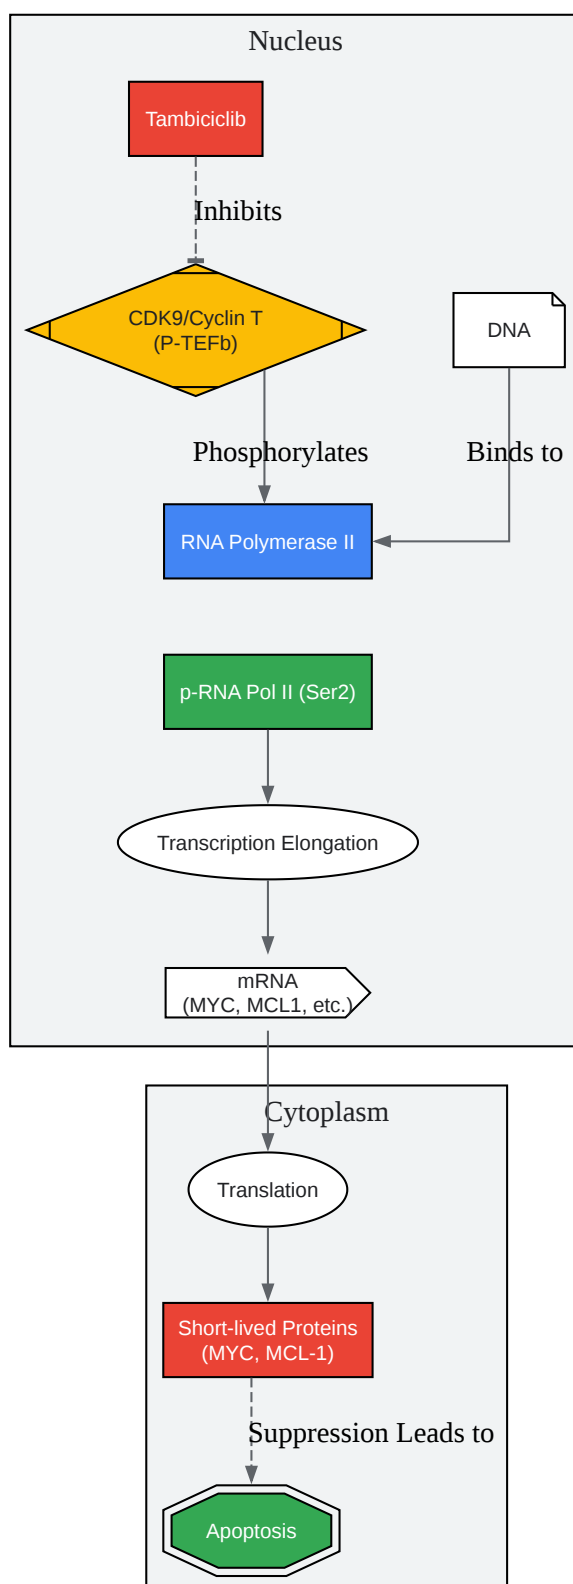 Nucleus
Tambiciclib
Inhibits
CDK9/Cyclin T
(P-TEFb)
DNA
Phosphorylates
Binds to
RNA Polymerase II
p-RNA Pol II (Ser2)
Transcription Elongation
mRNA
(MYC, MCL1, etc.)
Cytoplasm
Translation
Short-lived Proteins
(MYC, MCL-1)
Suppression Leads to
Apoptosis